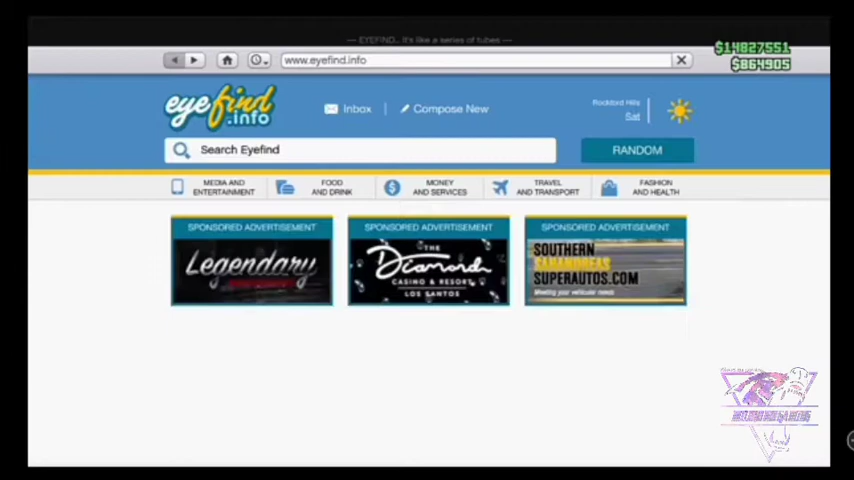 — EYEFIND.. It's like a series of tubes —
www.eyefind.info
$14827551
$864905
eyefind
.info
Inbox
Compose New
Rockford Hills
Sat
Search Eyefind
RANDOM
MEDIA AND
ENTERTAINMENT
FOOD
AND DRINK
MONEY
AND SERVICES
TRAVEL
AND TRANSPORT
FASHION
AND HEALTH
SPONSORED ADVERTISEMENT
Legendary
SPONSORED ADVERTISEMENT
THE
Diamond
CASINO & RESORT
LOS SANTOS
SPONSORED ADVERTISEMENT
SOUTHERN
SANANDREAS
SUPERAUTOS.COM
Meeting your vehicular needs